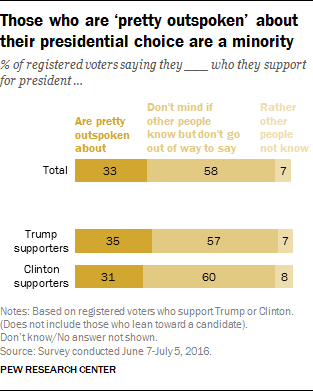 Those who are ‘pretty outspoken’ about
their presidential choice are a minority
% of registered voters saying they ___ who they support
for president ...
Are pretty
outspoken
about
Don't mind if
other people
know but don't go
out of way to say
Rather
other
people
not know
Total 33 58 7
Trump
supporters 35 57 7
Clinton
supporters 31 60 8
Notes: Based on registered voters who support Trump or Clinton.
(Does not include those who lean toward a candidate).
Don't know/No answer not shown.
Source: Survey conducted June 7-July 5, 2016.
PEW RESEARCH CENTER